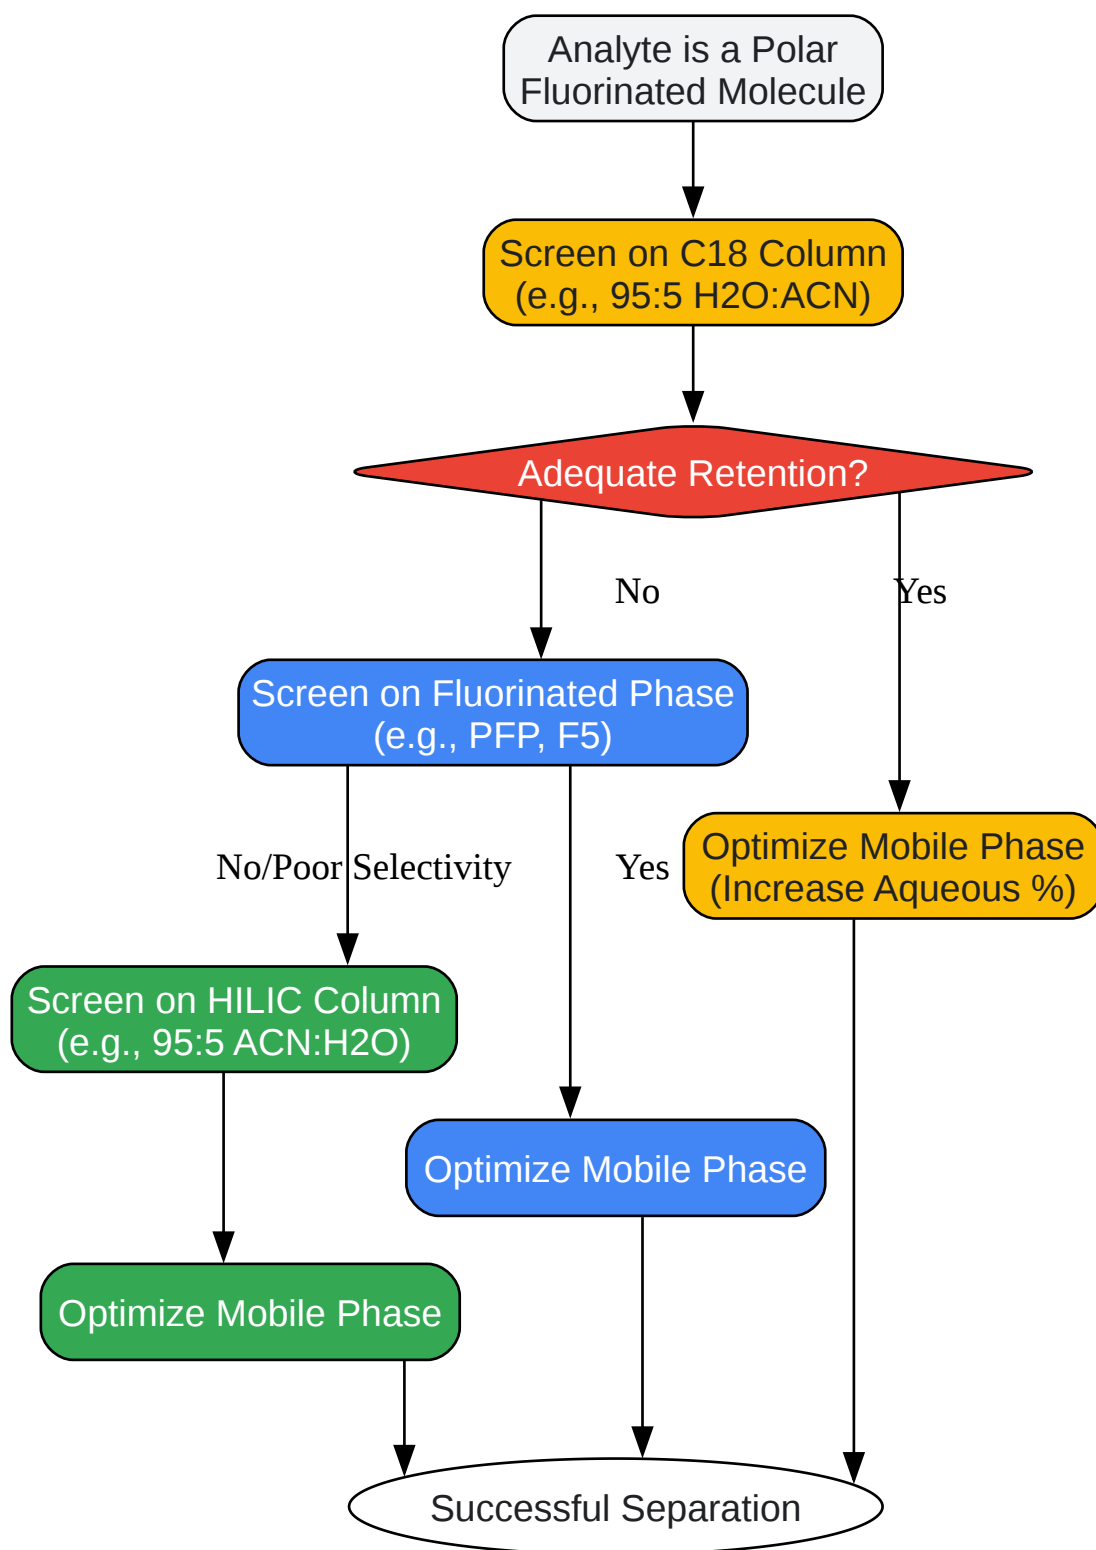 Analyte is a Polar
Fluorinated Molecule
Screen on C18 Column
(e.g., 95:5 H2O:ACN)
Adequate Retention?
No
Yes
Screen on Fluorinated Phase
(e.g., PFP, F5)
Optimize Mobile Phase
(Increase Aqueous %)
No/Poor Selectivity
Yes
Screen on HILIC Column
(e.g., 95:5 ACN:H2O)
Optimize Mobile Phase
Optimize Mobile Phase
Successful Separation